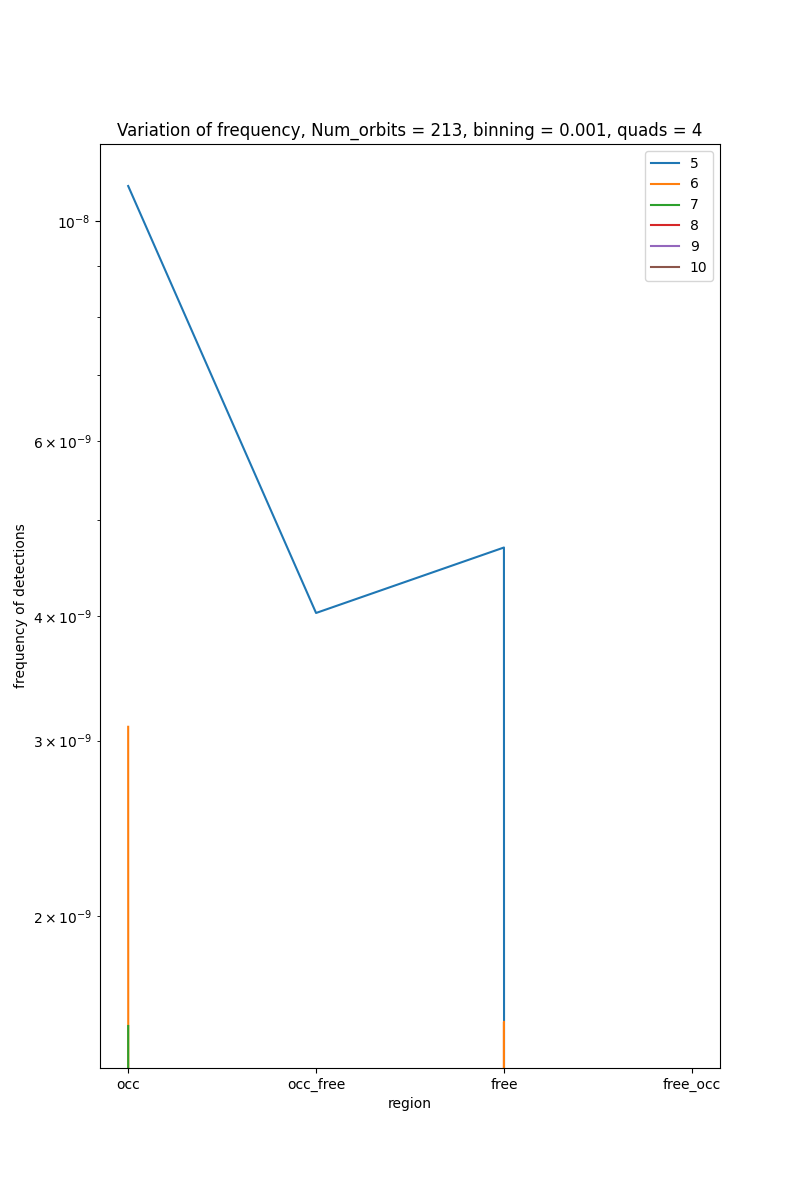 Variation of frequency, Num_orbits = 213, binning = 0.001, quads = 4
5
6
7
8
9
10
10⁻⁸
6 × 10⁻⁹
4 × 10⁻⁹
3 × 10⁻⁹
2 × 10⁻⁹
frequency of detections
occ occ_free free free_occ
region